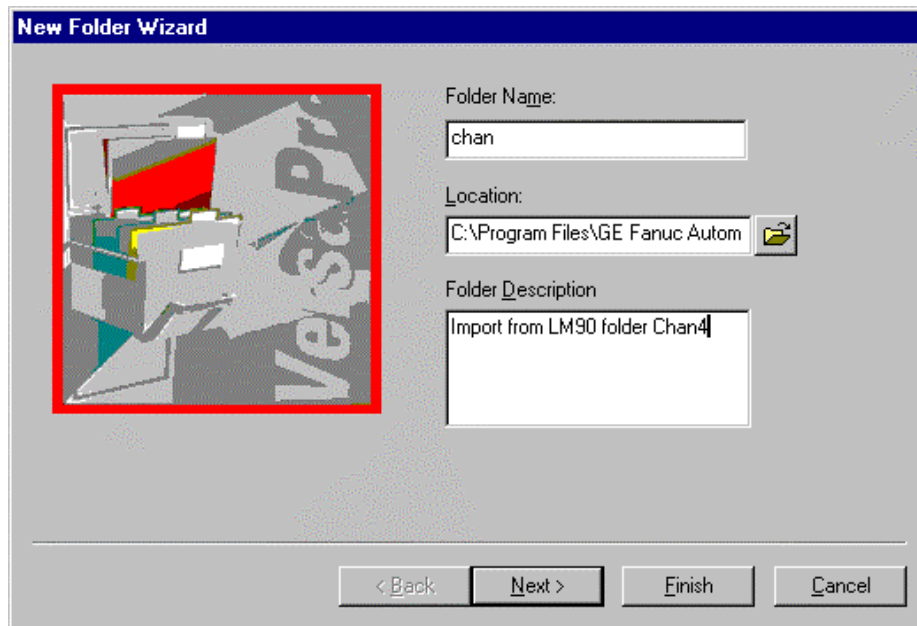 New Folder Wizard
Folder Name:
chan
Location:
C:\Program Files\GE Fanuc Autom
Folder Description
Import from LM90 folder Chan4
VersaPr
< Back
Next >
Finish
Cancel